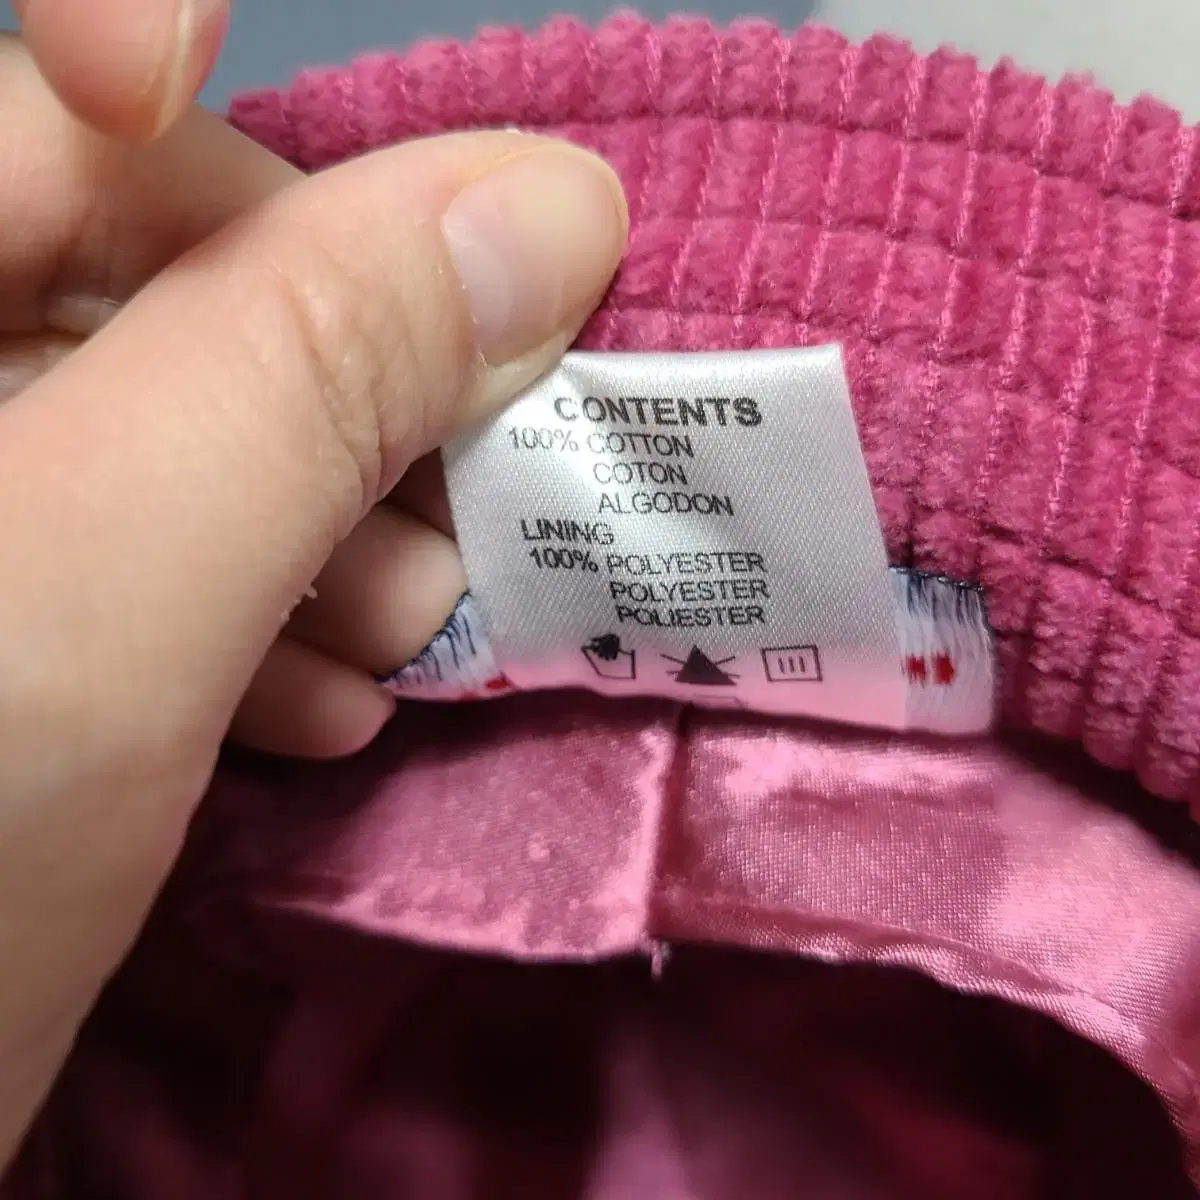 CONTENTS
100% COTTON
COTON
ALGODON
LINING
100% POLYESTER
POLYESTER
POLIESTER